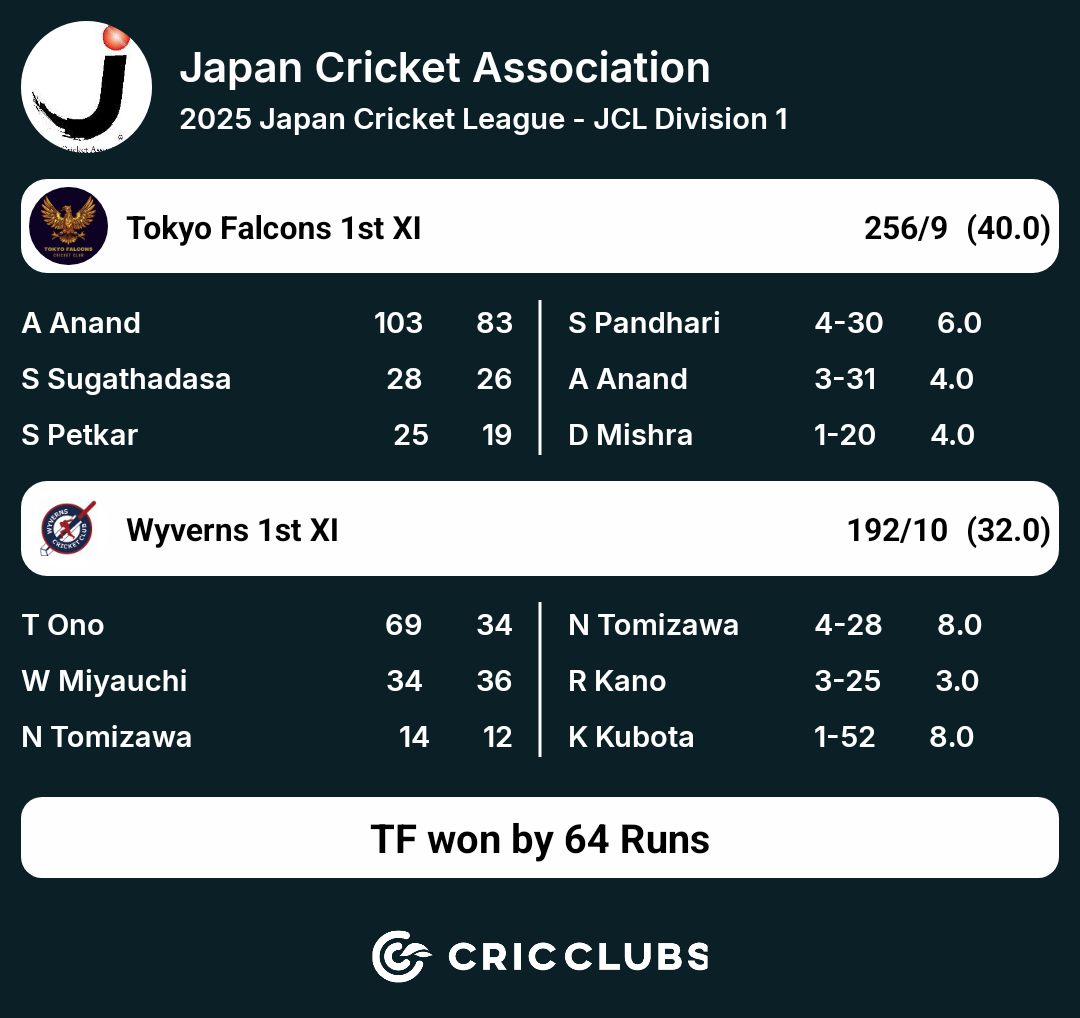 Japan Cricket Association
2025 Japan Cricket League - JCL Division 1
TOKYO FALCONS
CRICKET CLUB
Tokyo Falcons 1st XI 256/9 (40.0)
A Anand 103 83 S Pandhari 4-30 6.0
S Sugathadasa 28 26 A Anand 3-31 4.0
S Petkar 25 19 D Mishra 1-20 4.0
WYVERNS
CRICKET CLUB
Wyverns 1st XI 192/10 (32.0)
T Ono 69 34 N Tomizawa 4-28 8.0
W Miyauchi 34 36 R Kano 3-25 3.0
N Tomizawa 14 12 K Kubota 1-52 8.0
TF won by 64 Runs
CRICCLUBS